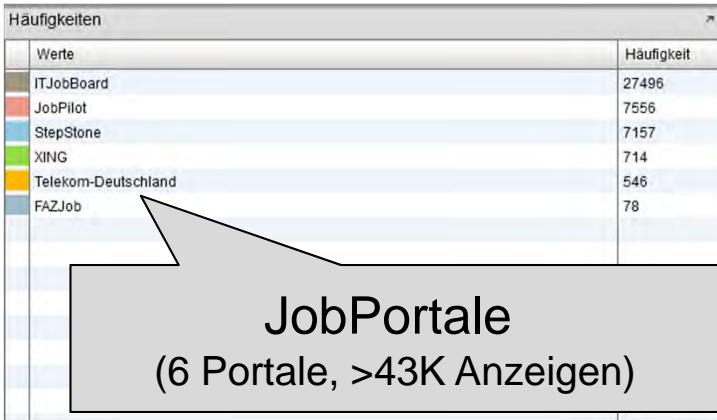 Häufigkeiten
Werte Häufigkeit
ITJobBoard 27496
JobPilot 7556
StepStone 7157
XING 714
Telekom-Deutschland 546
FAZJob 78
JobPortale
(6 Portale, >43K Anzeigen)